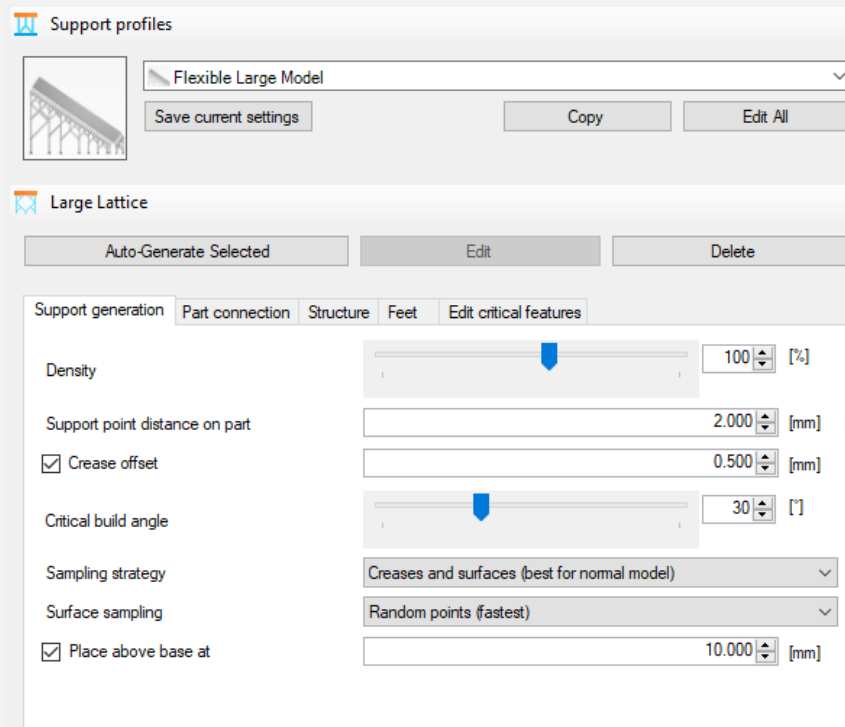 Support profiles
Flexible Large Model
Save current settings Copy Edit All
Large Lattice
Auto-Generate Selected Edit Delete
Support generation Part connection Structure Feet Edit critical features
Density 100 [%]
Support point distance on part 2.000 [mm]
Crease offset 0.500 [mm]
Critical build angle 30 [°]
Sampling strategy Creases and surfaces (best for normal model)
Surface sampling Random points (fastest)
Place above base at 10.000 [mm]